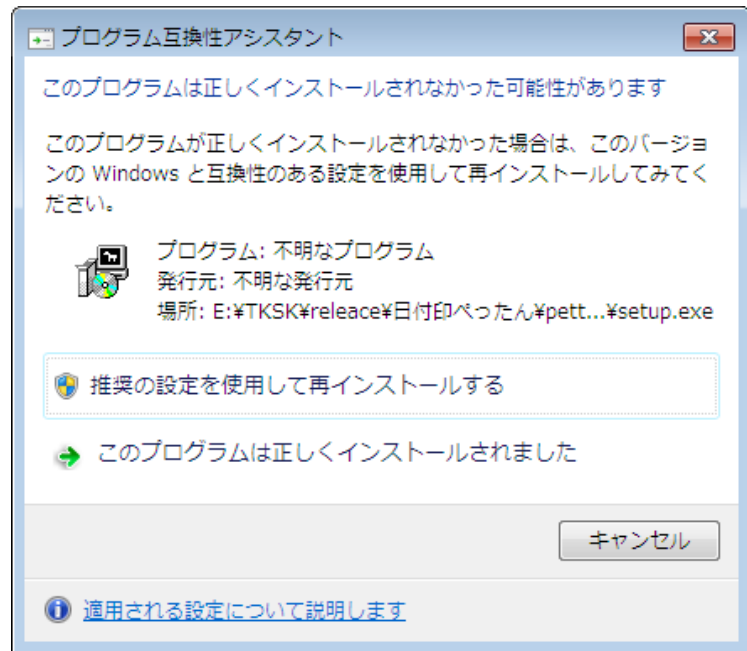 プログラム互換性アシスタント
このプログラムは正しくインストールされなかった可能性があります
このプログラムが正しくインストールされなかった場合は、このバージョ
ンの Windows と互換性のある設定を使用して再インストールしてみてく
ださい。
プログラム: 不明なプログラム
発行元: 不明な発行元
場所: E:¥TKSK¥releace¥日付印ぺったん¥pett...¥setup.exe
推奨の設定を使用して再インストールする
このプログラムは正しくインストールされました
キャンセル
適用される設定について説明します